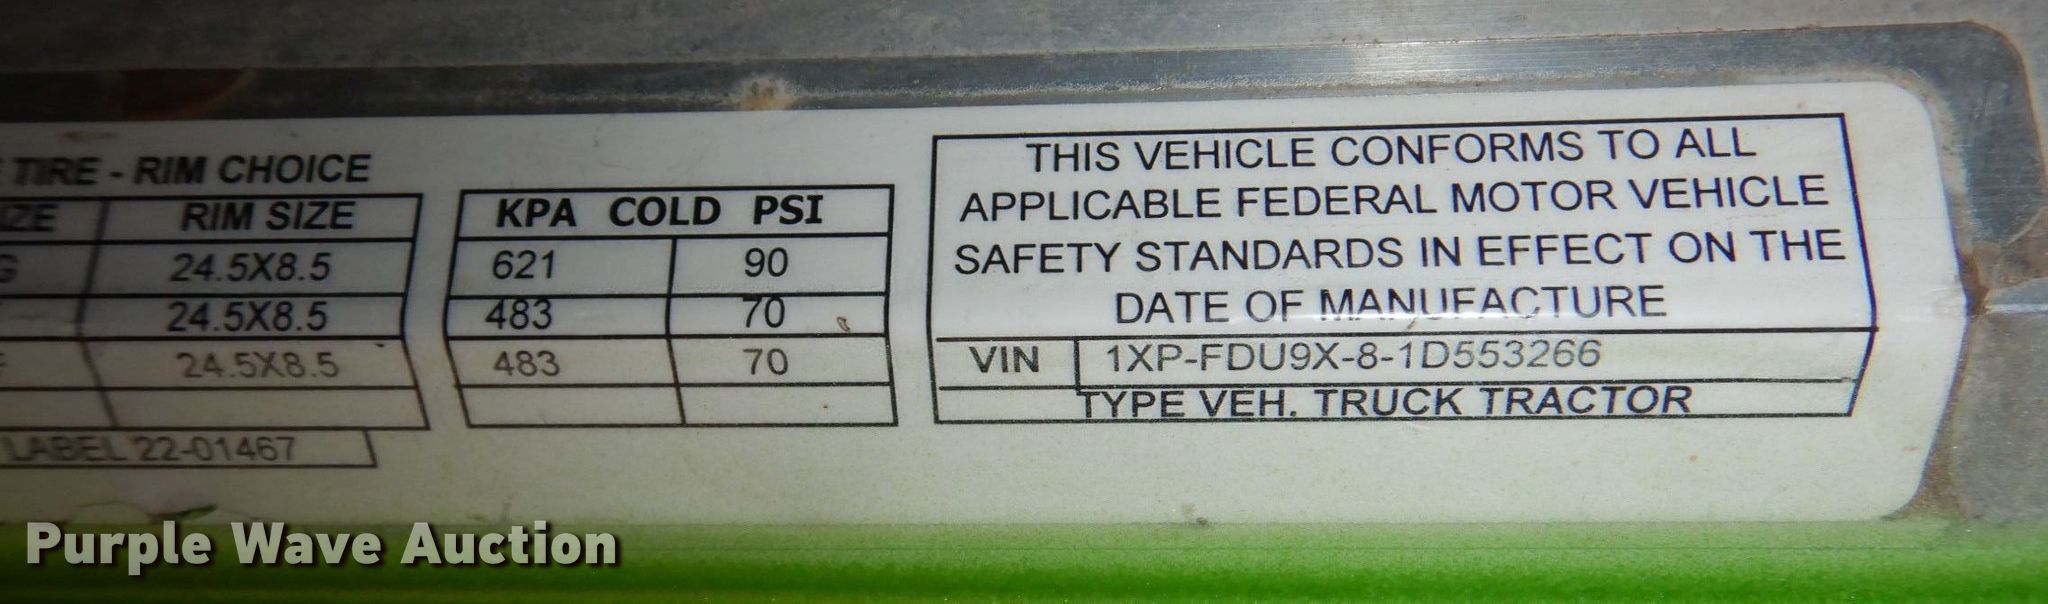 TIRE - RIM CHOICE
ZE RIM SIZE
G 24.5X8.5
24.5X8.5
F 24.5X8.5
LABEL 22-01467
KPA COLD PSI
621 90
483 70
483 70
THIS VEHICLE CONFORMS TO ALL
APPLICABLE FEDERAL MOTOR VEHICLE
SAFETY STANDARDS IN EFFECT ON THE
DATE OF MANUFACTURE
VIN 1XP-FDU9X-8-1D553266
TYPE VEH. TRUCK TRACTOR
Purple Wave Auction